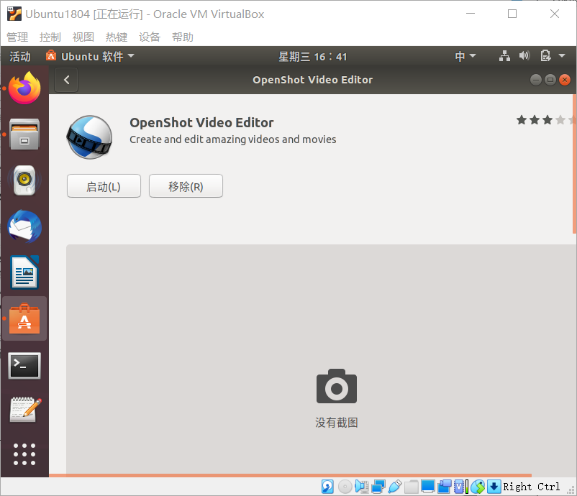 Ubuntu1804 [正在运行] - Oracle VM VirtualBox
管理 控制 视图 热键 设备 帮助
活动 Ubuntu 软件 星期三 16：41 中
OpenShot Video Editor
OpenShot Video Editor
Create and edit amazing videos and movies
启动(L) 移除(R)
没有截图
Right Ctrl